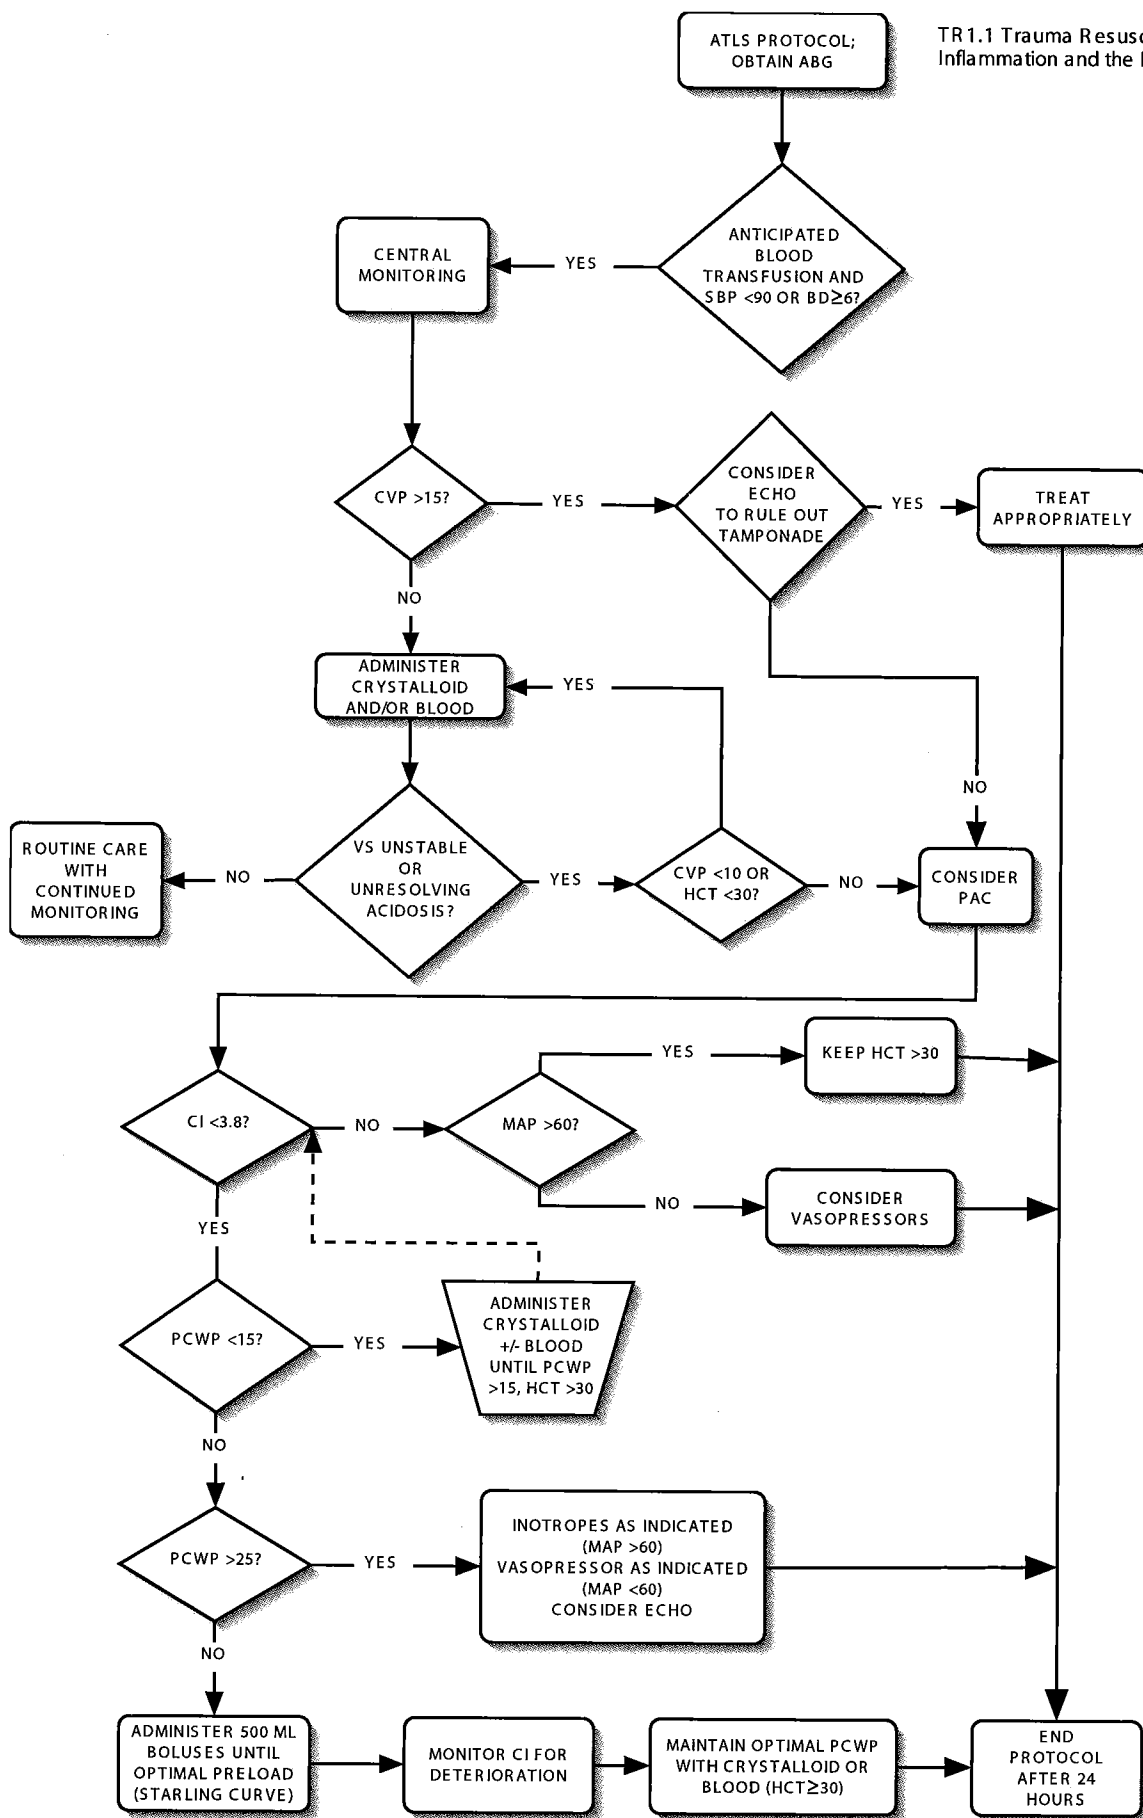 ATLS PROTOCOL;
OBTAIN ABG
TR1.1 Trauma
Inflammation and the
ANTICIPATED
BLOOD
TRANSFUSION AND
SBP <90 OR BD≥6?
YES
CENTRAL
MONITORING
CVP >15?
YES
CONSIDER
ECHO
TO RULE OUT
TAMPONADE
YES
TREAT
APPROPRIATELY
NO
ADMINISTER
CRYSTALLOID
AND/OR BLOOD
YES
NO
ROUTINE CARE
WITH
CONTINUED
MONITORING
NO
VS UNSTABLE
OR
UNRESOLVING
ACIDOSIS?
YES
CVP <10 OR
HCT <30?
NO
CONSIDER
PAC
CI <3.8?
NO
MAP >60?
YES
KEEP HCT >30
NO
CONSIDER
VASOPRESSORS
YES
PCWP <15?
YES
ADMINISTER
CRYSTALLOID
+/- BLOOD
UNTIL PCWP
>15, HCT >30
NO
PCWP >25?
YES
INOTROPES AS INDICATED
(MAP >60)
VASOPRESSOR AS INDICATED
(MAP <60)
CONSIDER ECHO
NO
ADMINISTER 500 ML
BOLUSES UNTIL
OPTIMAL PRELOAD
(STARLING CURVE)
MONITOR CI FOR
DETERIORATION
MAINTAIN OPTIMAL PCWP
WITH CRYSTALLOID OR
BLOOD (HCT≥30)
END
PROTOCOL
AFTER 24
HOURS